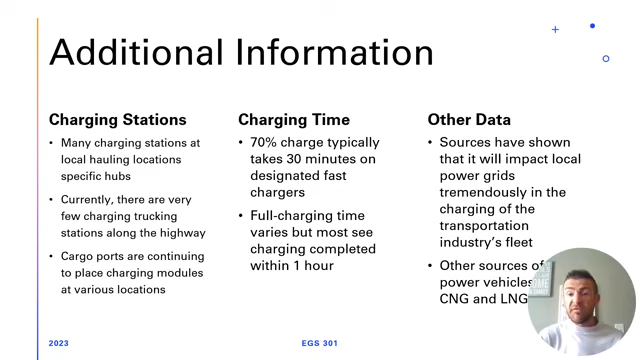 Additional Information
Charging Stations
• Many charging stations at
local hauling locations
specific hubs
• Currently, there are very
few charging trucking
stations along the highway
• Cargo ports are continuing
to place charging modules
at various locations
Charging Time
• 70% charge typically
takes 30 minutes on
designated fast
chargers
• Full-charging time
varies but most see
charging completed
within 1 hour
Other Data
• Sources have shown
that it will impact local
power grids
tremendously in the
charging of the
transportation
industry's fleet
• Other sources of
power vehicles
CNG and LNG
2023
EGS 301